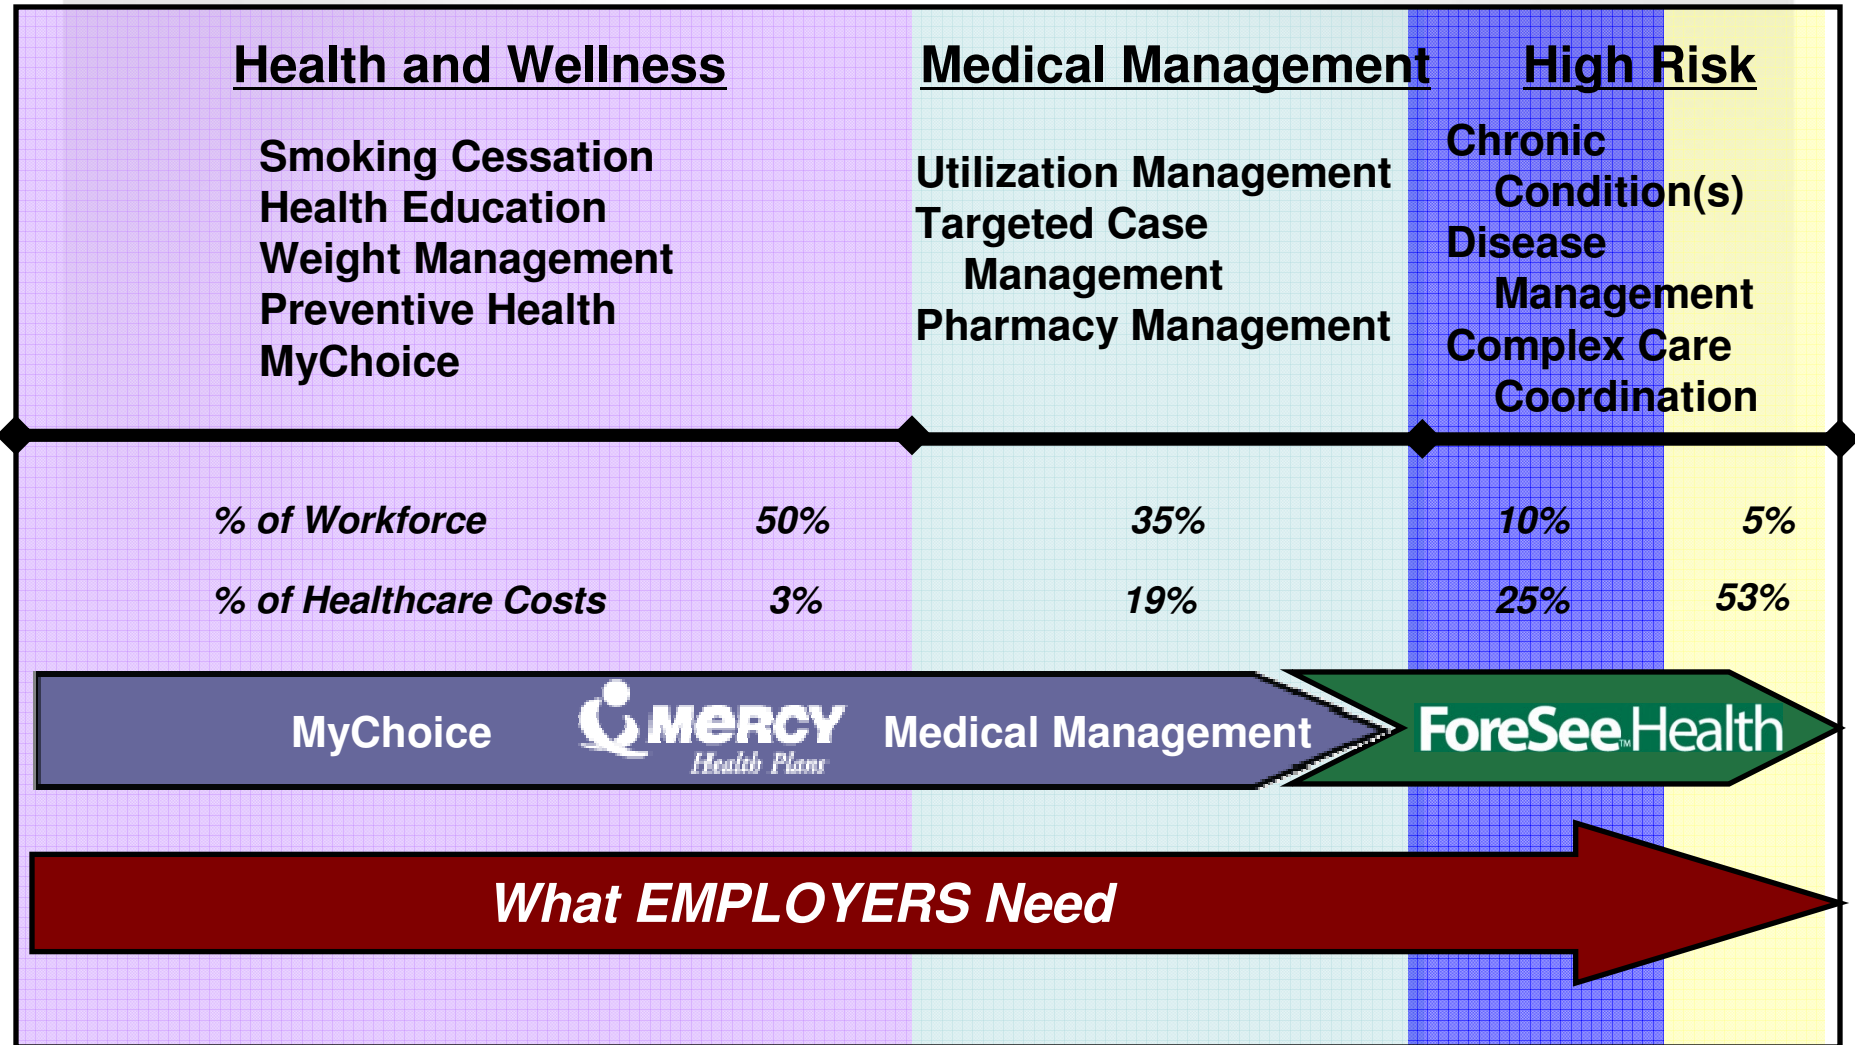 Health and Wellness
Smoking Cessation
Health Education
Weight Management
Preventive Health
MyChoice
Medical Management
Utilization Management
Targeted Case
Management
Pharmacy Management
High Risk
Chronic
Condition(s)
Disease
Management
Complex Care
Coordination
% of Workforce 50% 35% 10% 5%
% of Healthcare Costs 3% 19% 25% 53%
MyChoice
MERCY
Health Plans
Medical Management
ForeSee™Health
What EMPLOYERS Need